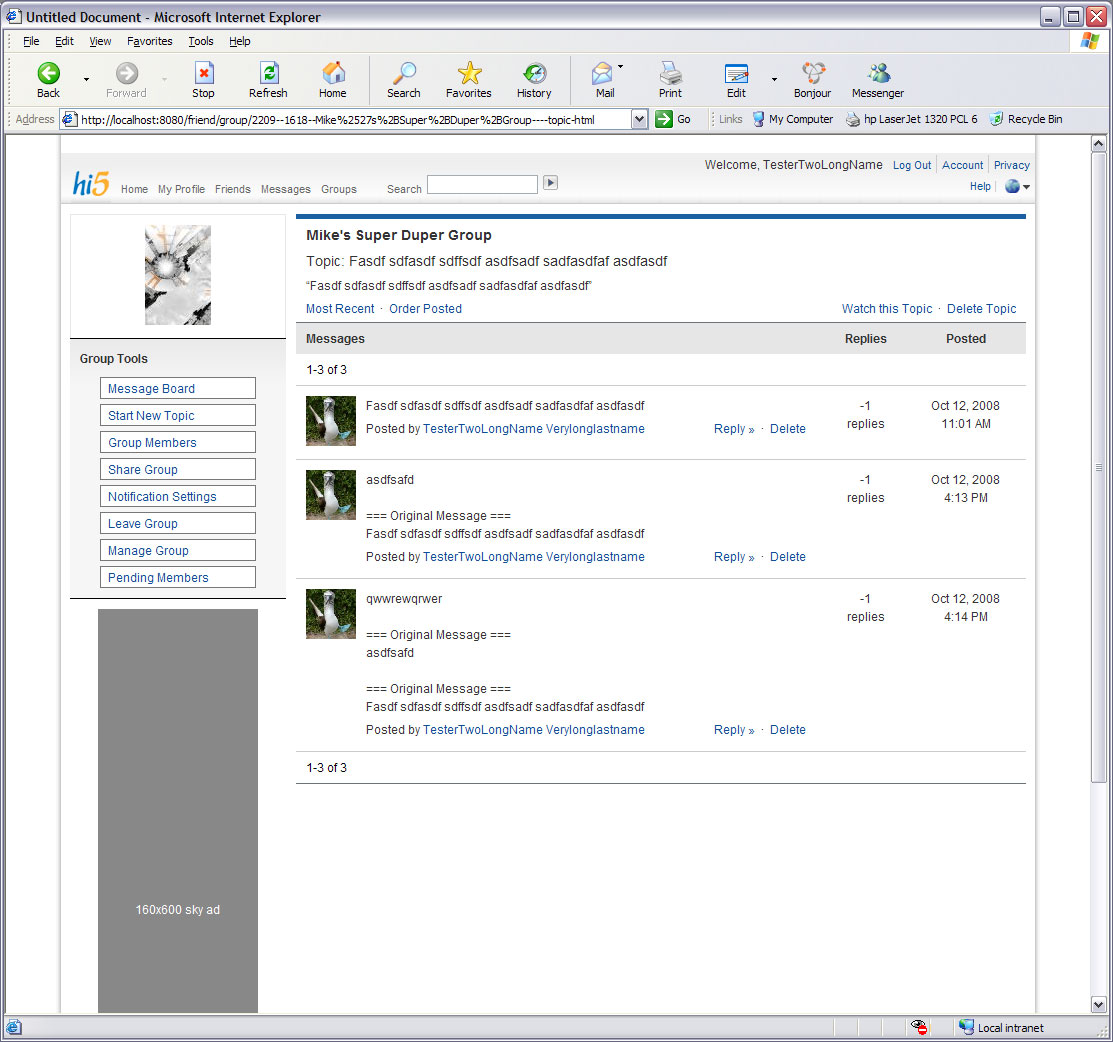 Untitled Document - Microsoft Internet Explorer
File Edit View Favorites Tools Help
Back Forward Stop Refresh Home Search Favorites History Mail Print Edit Bonjour Messenger
Address http://localhost:8080/friend/group/2209--1618--Mike%2527s%2BSuper%2BDuper%2BGroup----topic-html Go Links My Computer hp LaserJet 1320 PCL 6 Recycle Bin
Welcome, TesterTwoLongName Log Out Account Privacy
hi5 Home My Profile Friends Messages Groups Search Help
Mike's Super Duper Group
Topic: Fasdf sdfasdf sdffsdf asdfsadf sadfasdfaf asdfasdf
“Fasdf sdfasdf sdffsdf asdfsadf sadfasdfaf asdfasdf”
Most Recent · Order Posted Watch this Topic · Delete Topic
Messages Replies Posted
1-3 of 3
Group Tools
Message Board
Start New Topic
Group Members
Share Group
Notification Settings
Leave Group
Manage Group
Pending Members
160x600 sky ad
Fasdf sdfasdf sdffsdf asdfsadf sadfasdfaf asdfasdf -1 Oct 12, 2008
replies 11:01 AM
Posted by TesterTwoLongName Verylonglastname Reply » · Delete
asdfsafd -1 Oct 12, 2008
replies 4:13 PM
=== Original Message ===
Fasdf sdfasdf sdffsdf asdfsadf sadfasdfaf asdfasdf
Posted by TesterTwoLongName Verylonglastname Reply » · Delete
qwwrewqrwer -1 Oct 12, 2008
replies 4:14 PM
=== Original Message ===
asdfsafd
=== Original Message ===
Fasdf sdfasdf sdffsdf asdfsadf sadfasdfaf asdfasdf
Posted by TesterTwoLongName Verylonglastname Reply » · Delete
1-3 of 3
Local intranet